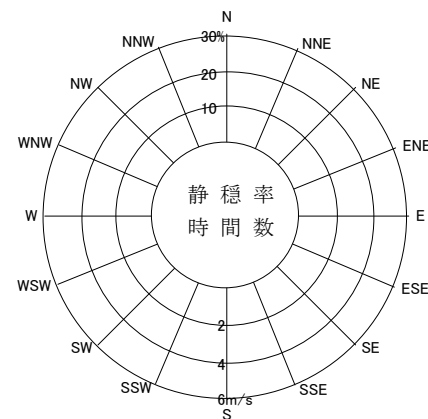 N
NNW
30%
NNE
NW
20
NE
10
WNW
ENE
静穏率
W
E
時間数
WSW
ESE
2
SW
4
SE
SSW
6m/s
SSE
S